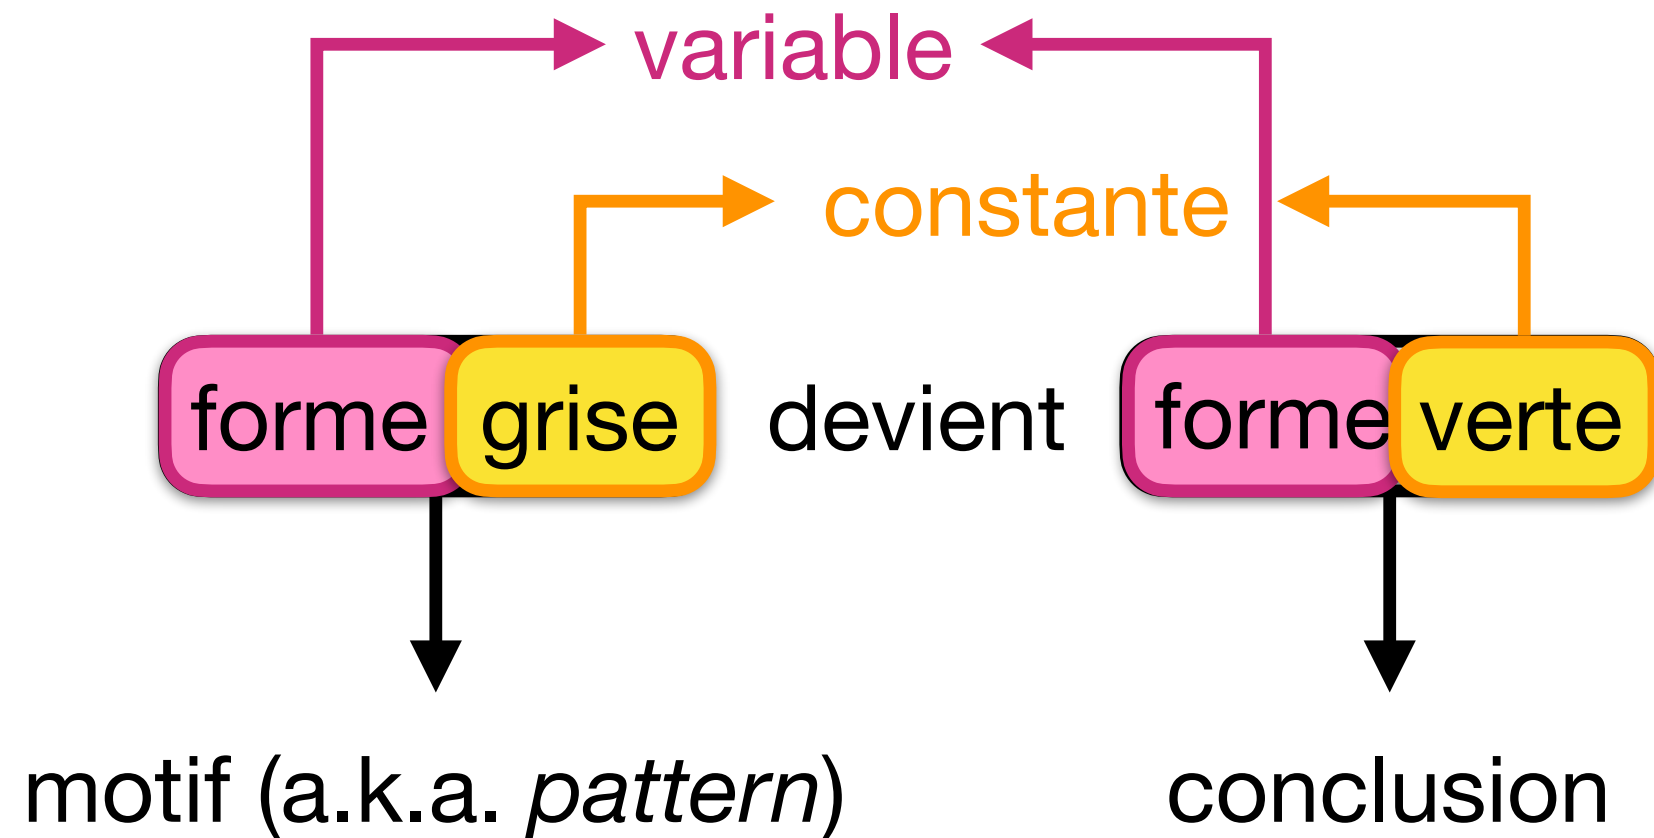 variable
constante
forme grise devient forme verte
motif (a.k.a. pattern) conclusion